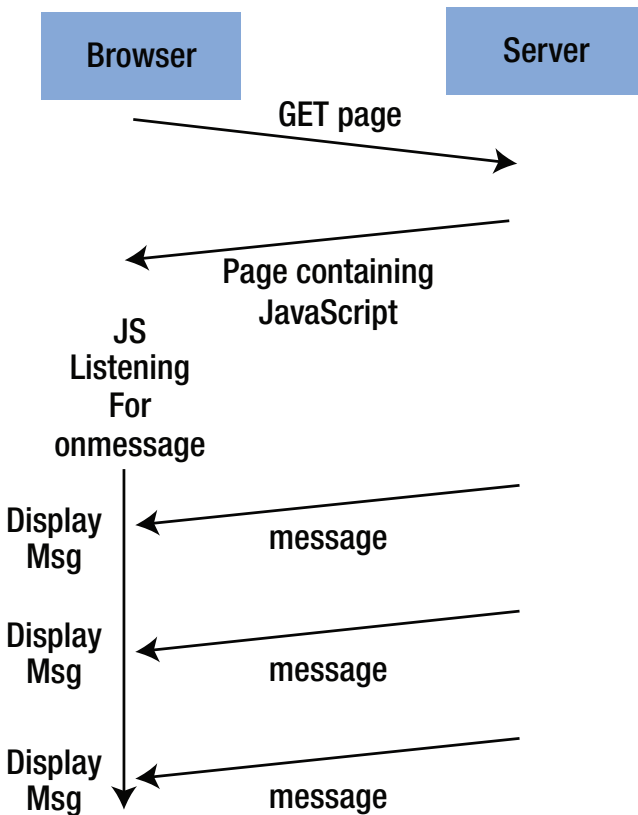 Browser
Server
GET page
Page containing
JavaScript
JS
Listening
For
onmessage
Display
Msg
message
Display
Msg
message
Display
Msg
message